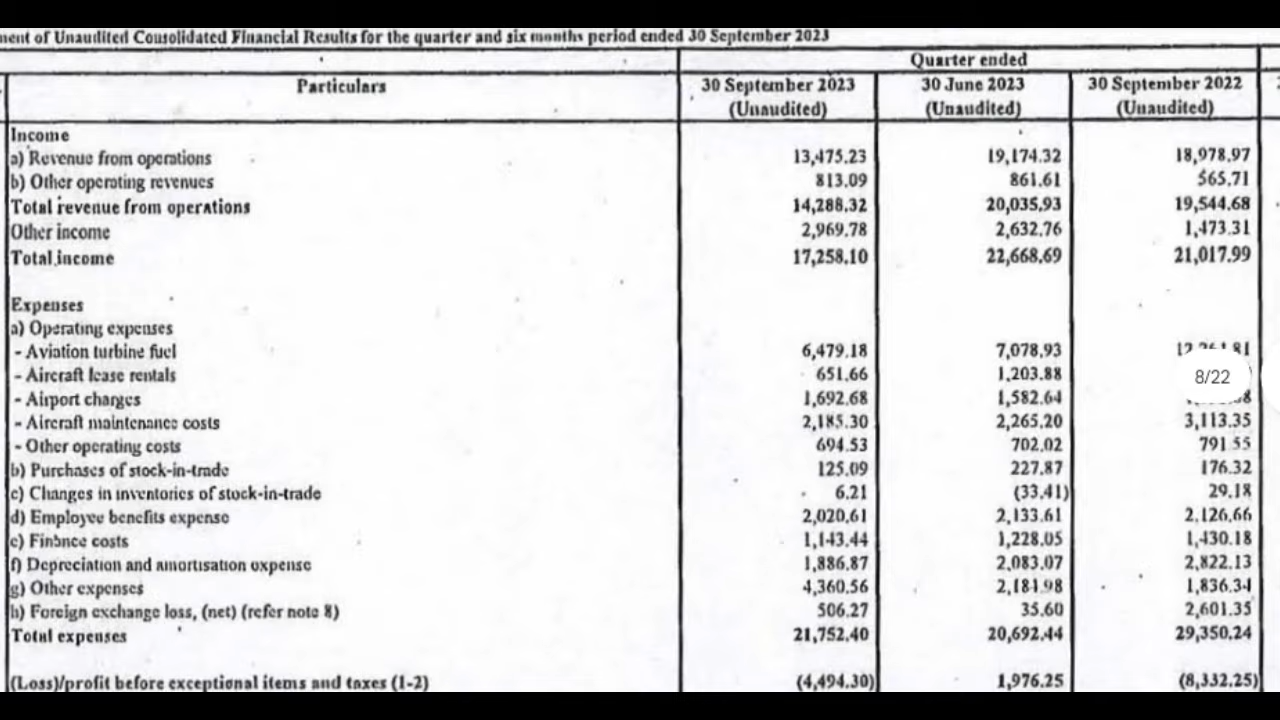 nent of Unaudited Consolidated Financial Results for the quarter and six months period ended 30 September 2023
Quarter ended
Particulars 30 September 2023 30 June 2023 30 September 2022
(Unaudited) (Unaudited) (Unaudited)
Income
a) Revenue from operations 13,475.23 19,174.32 18,978.97
b) Other operating revenues 813.09 861.61 565.71
Total revenue from operations 14,288.32 20,035.93 19,544.68
Other income 2,969.78 2,632.76 1,473.31
Total income 17,258.10 22,668.69 21,017.99
Expenses
a) Operating expenses
- Aviation turbine fuel 6,479.18 7,078.93
- Aircraft lease rentals 651.66 1,203.88 8/22
- Airport charges 1,692.68 1,582.64
- Aircraft maintenance costs 2,185.30 2,265.20 3,113.35
- Other operating costs 694.53 702.02 791.55
b) Purchases of stock-in-trade 125.09 227.87 176.32
c) Changes in inventories of stock-in-trade 6.21 (33.41) 29.18
d) Employee benefits expense 2,020.61 2,133.61 2,126.66
e) Finance costs 1,143.44 1,228.05 1,430.18
f) Depreciation and amortisation expense 1,886.87 2,083.07 2,822.13
g) Other expenses 4,360.56 2,181.98 1,836.34
h) Foreign exchange loss, (net) (refer note 8) 506.27 35.60 2,601.35
Total expenses 21,752.40 20,692.44 29,350.24
(Loss)/profit before exceptional items and taxes (1-2) (4,494.30) 1,976.25 (8,332.25)